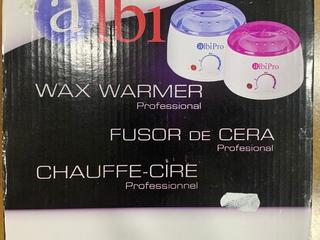 albi
albiPro
albiPro
WAX WARMER
Professional
FUSOR DE CERA
Profesional
CHAUFFE-CIRE
Professionnel